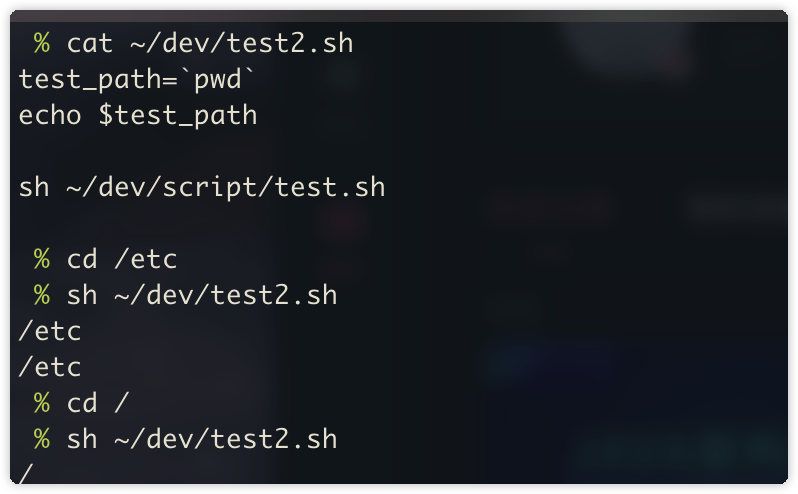 % cat ~/dev/test2.sh
test_path=`pwd`
echo $test_path
sh ~/dev/script/test.sh
% cd /etc
% sh ~/dev/test2.sh
/etc
/etc
% cd /
% sh ~/dev/test2.sh
/